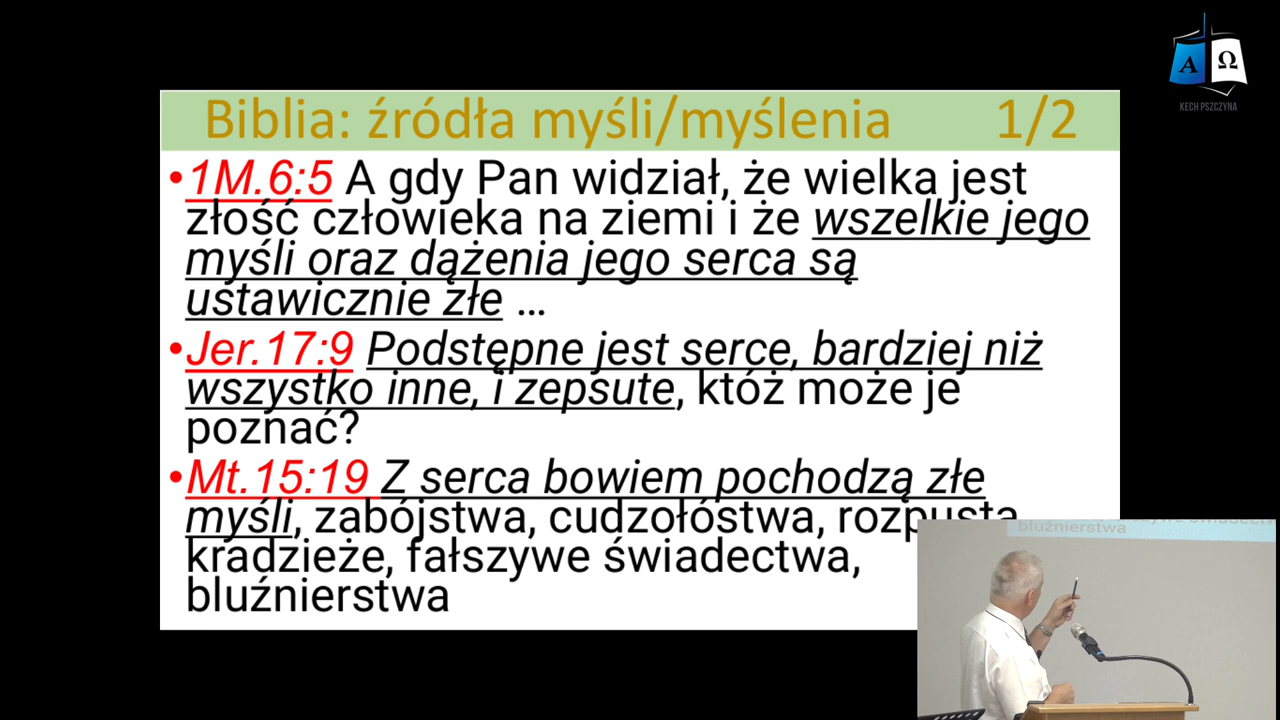 A Ω
KECH PSZCZYNA
Biblia: źródła myśli/myślenia 1/2
•1M.6:5 A gdy Pan widział, że wielka jest
złość człowieka na ziemi i że wszelkie jego
myśli oraz dążenia jego serca są
ustawicznie złe ...
•Jer.17:9 Podstępne jest serce, bardziej niż
wszystko inne, i zepsute, któż może je
poznać?
•Mt.15:19 Z serca bowiem pochodzą złe
myśli, zabójstwa, cudzołóstwa, rozpusta
kradzieże, fałszywe świadectwa,
bluźnierstwa
bluźnierstwa